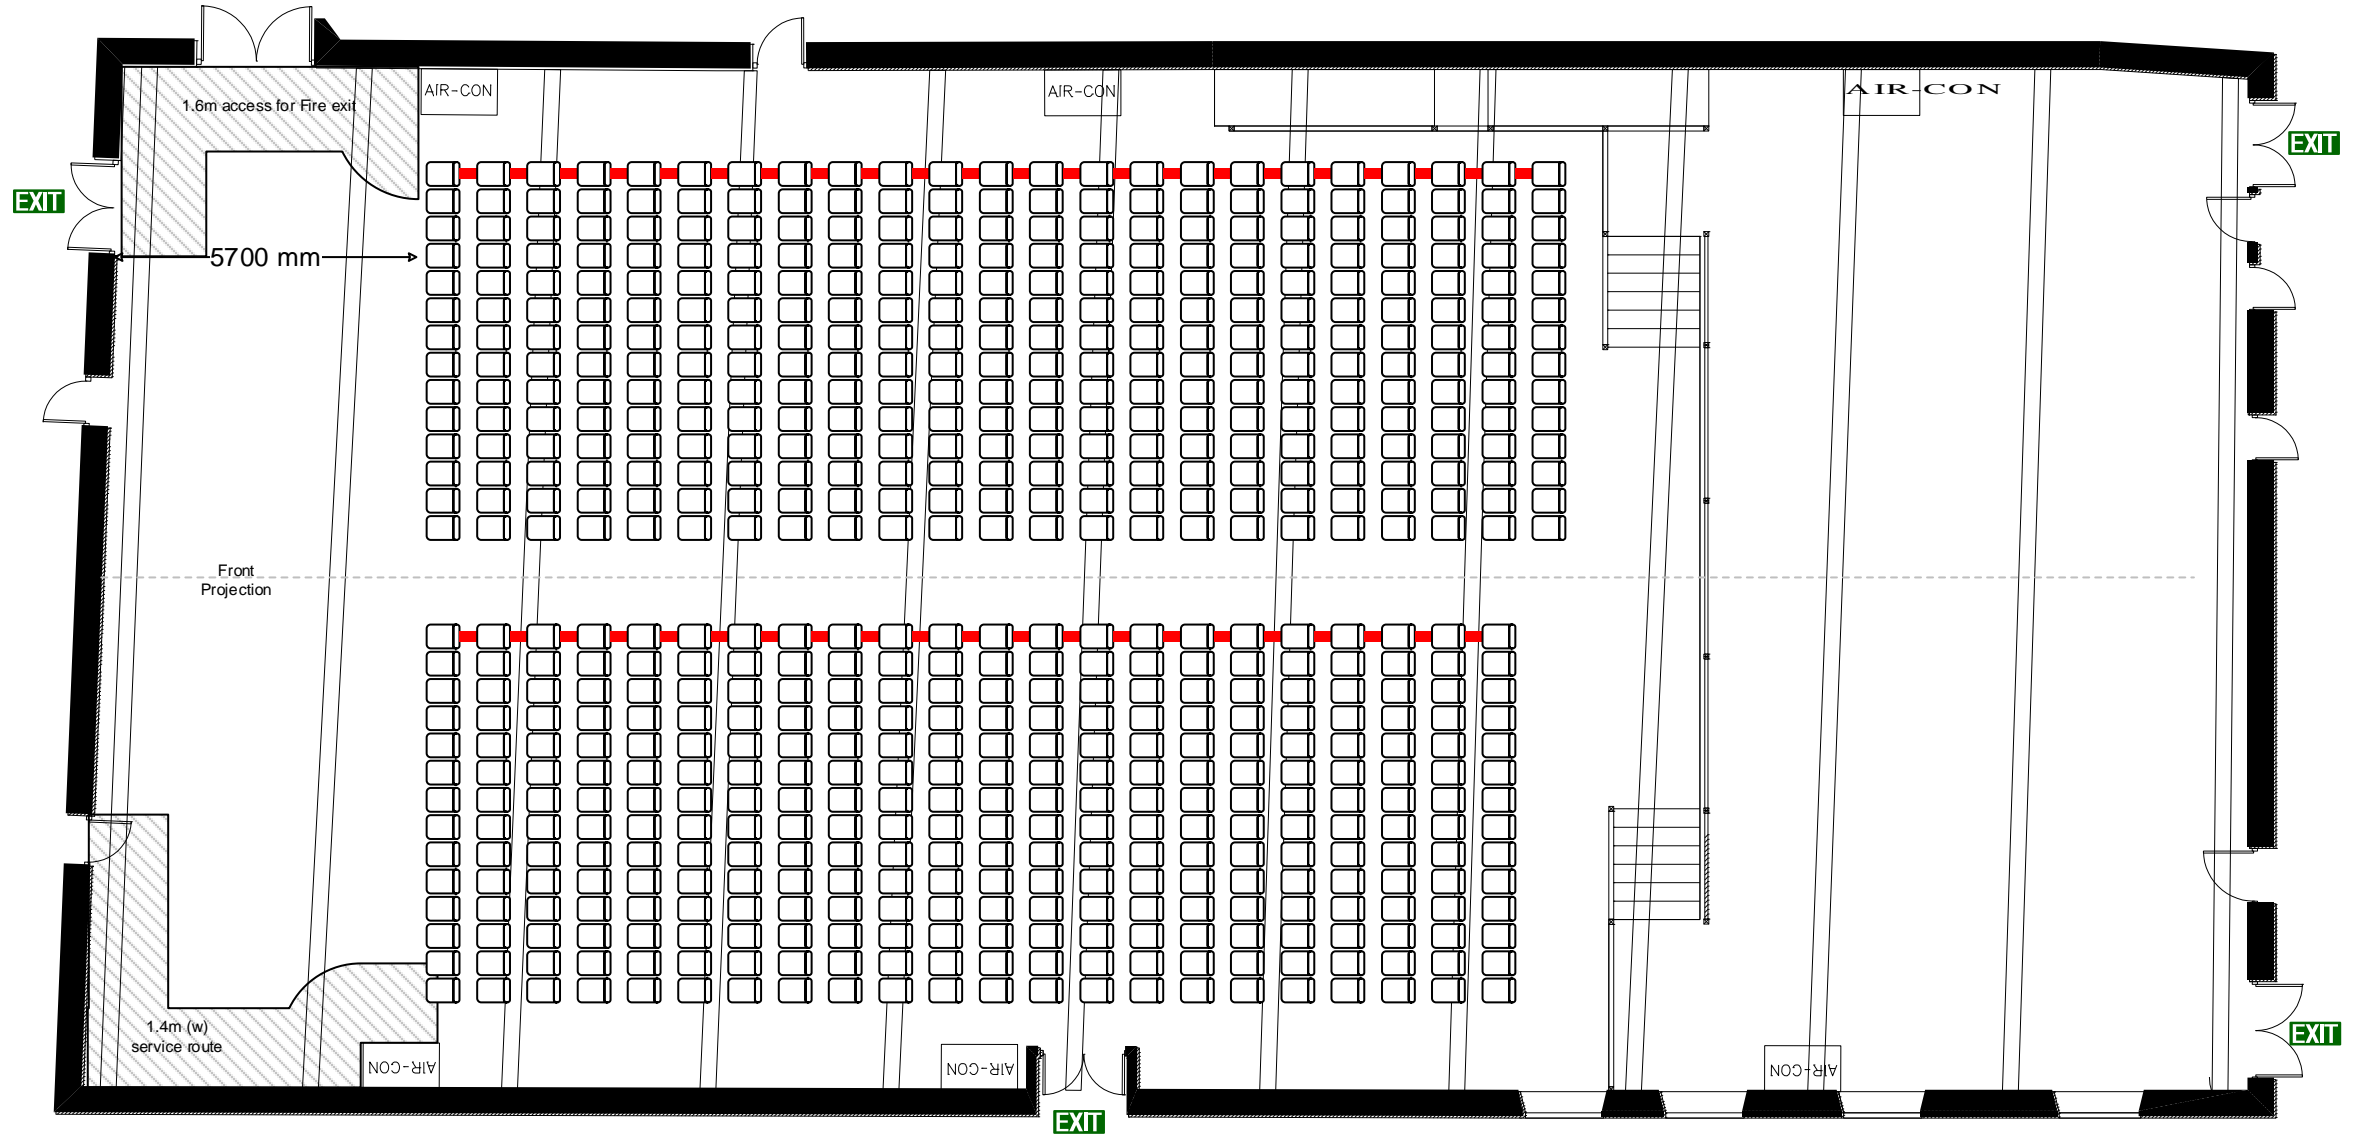 AIR-CON
AIR-CON
AIR-CON
1.6m access for Fire exit
EXIT
EXIT
5700 mm
Front
Projection
1.4m (w)
service route
AIR-CON
AIR-CON
AIR-CON
EXIT
EXIT